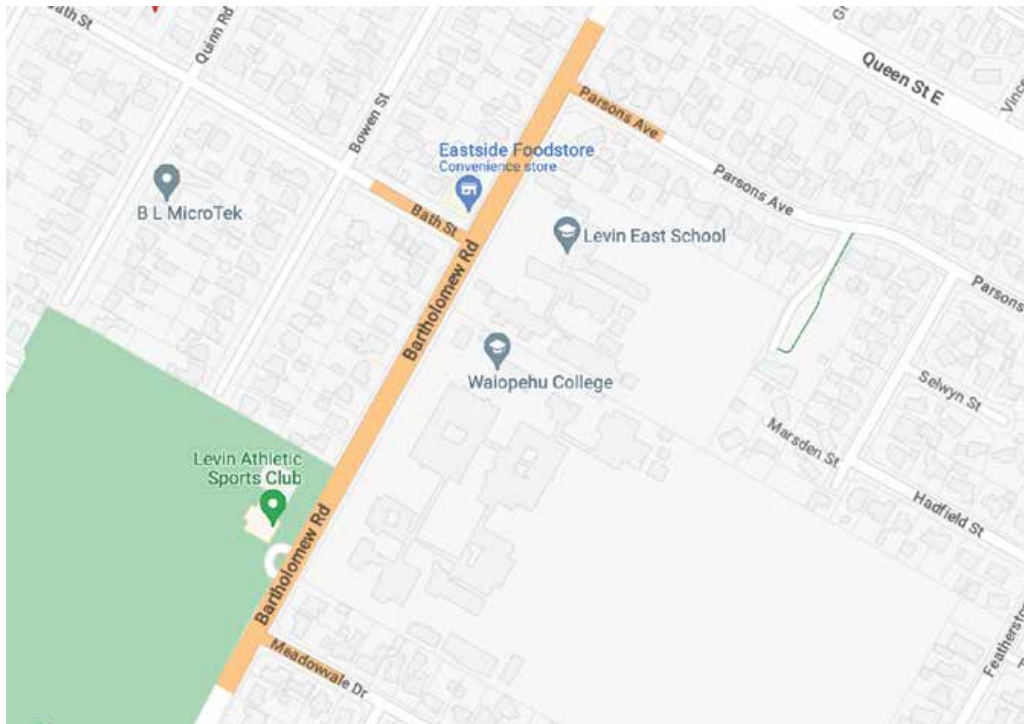 Bath St
Quinn Rd
Bowen St
Queen St E
Parsons Ave
Eastside Foodstore
Convenience store
Parsons Ave
B L MicroTek
Bath St
Levin East School
Bartholomew Rd
Parsons
Waiopehu College
Selwyn St
Marsden St
Levin Athletic
Sports Club
Hadfield St
Bartholomew Rd
Meadowvale Dr